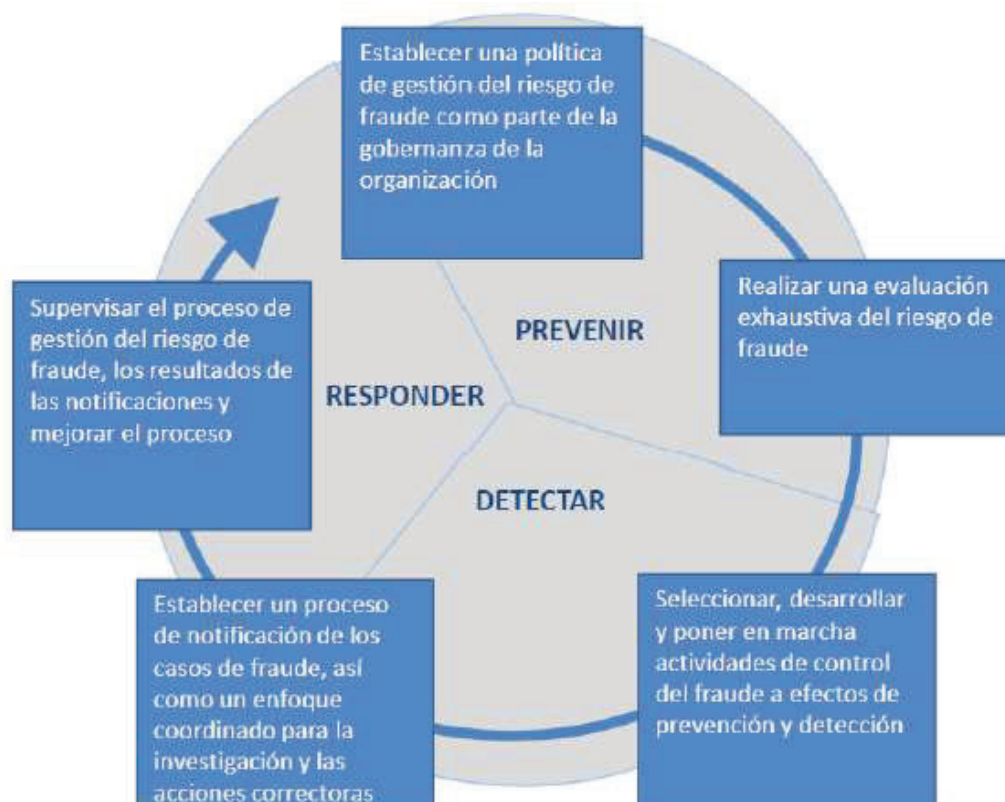 Establecer una política
de gestión del riesgo de
fraude como parte de la
gobernanza de la
organización
Realizar una evaluación
exhaustiva del riesgo de
fraude
PREVENIR
Supervisar el proceso de
gestión del riesgo de
fraude, los resultados de
las notificaciones y
mejorar el proceso
RESPONDER
DETECTAR
Seleccionar, desarrollar
y poner en marcha
actividades de control
del fraude a efectos de
prevención y detección
Establecer un proceso
de notificación de los
casos de fraude, así
como un enfoque
coordinado para la
investigación y las
acciones correctoras